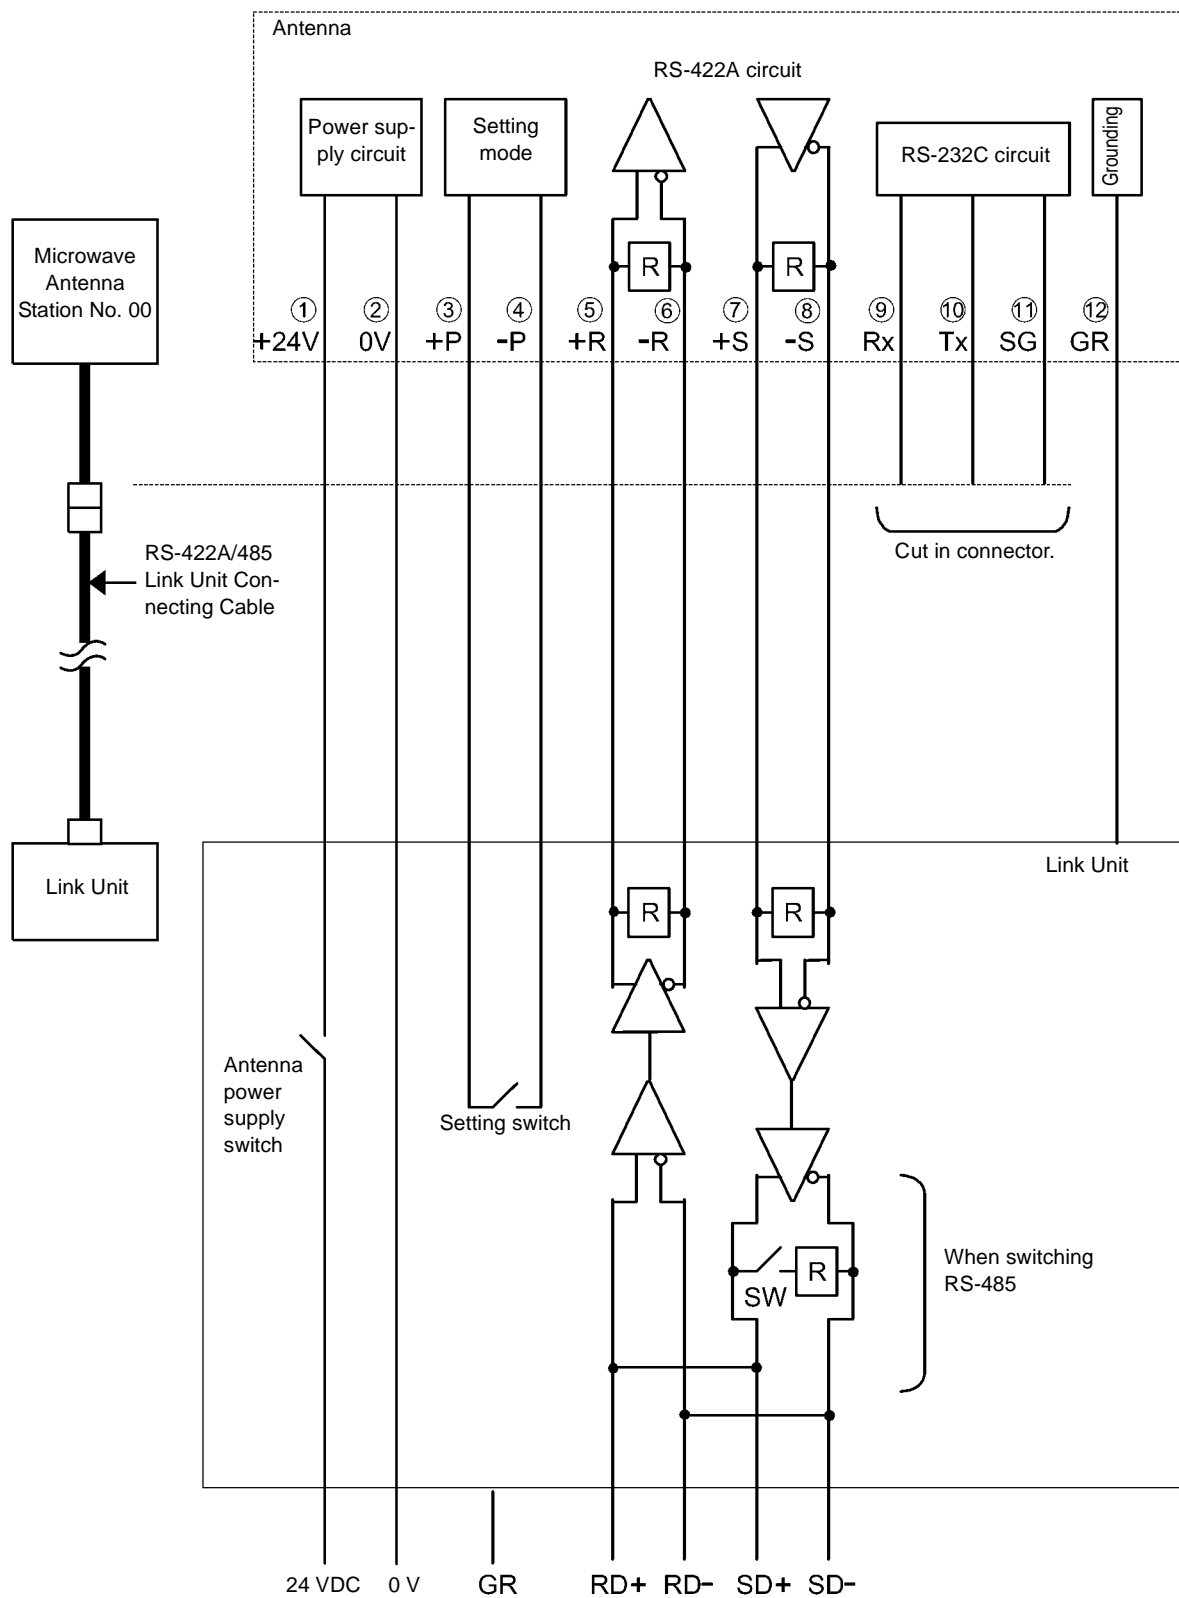 Antenna
RS-422A circuit
Power sup-
ply circuit
Setting
mode
RS-232C circuit
Grounding
Microwave
Antenna
Station No. 00
① ② ③ ④ ⑤ ⑥ ⑦ ⑧ ⑨ ⑩ ⑪ ⑫
+24V 0V +P -P +R -R +S -S Rx Tx SG GR
R R
Cut in connector.
RS-422A/485
Link Unit Con-
necting Cable
Link Unit
Link Unit
R R
Antenna
power
supply
switch
Setting switch
When switching
RS-485
SW
R
24 VDC 0 V GR RD+ RD- SD+ SD-